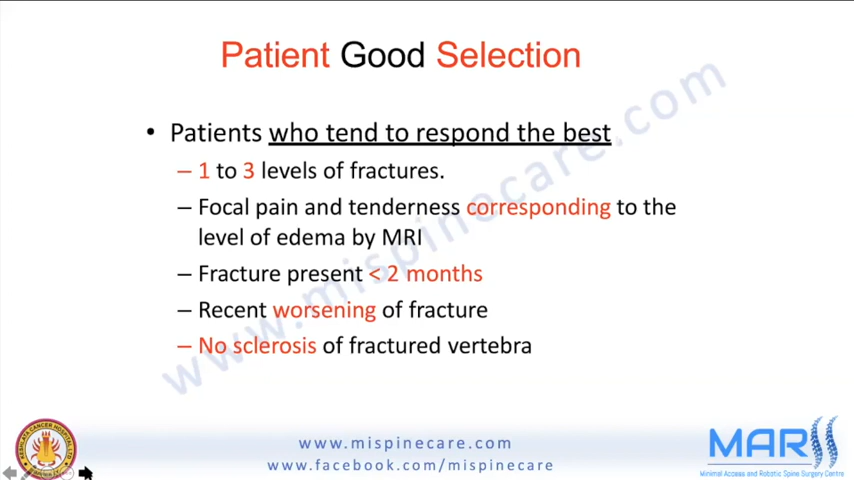 Patient Good Selection
• Patients who tend to respond the best
– 1 to 3 levels of fractures.
– Focal pain and tenderness corresponding to the
level of edema by MRI
– Fracture present < 2 months
– Recent worsening of fracture
– No sclerosis of fractured vertebra
www.mispinecare.com
www.mispinecare.com
www.facebook.com/mispinecare
MARSS
Minimal Access and Robotic Spine Surgery Centre